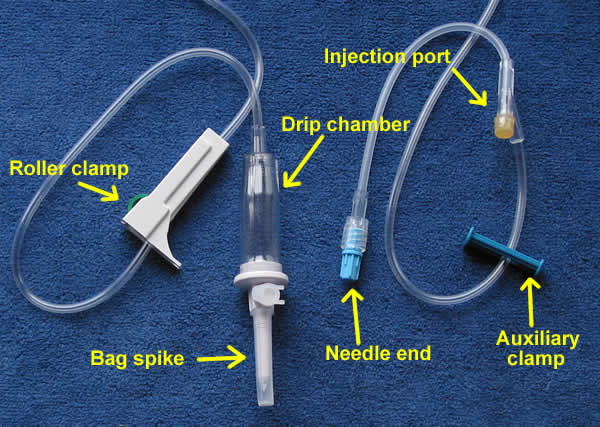 Injection port
Drip chamber
Roller clamp
Bag spike
Needle end
Auxiliary
clamp